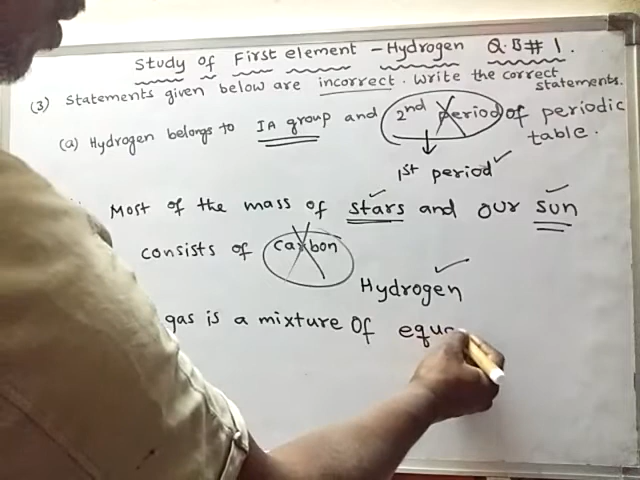 Study of First element - Hydrogen Q.B# 1.
(3) Statements given below are incorrect. Write the correct statements.
(a) Hydrogen belongs to IA group and 2nd period of periodic table.
1st period
Most of the mass of stars and our sun
consists of carbon
Hydrogen
gas is a mixture of equa